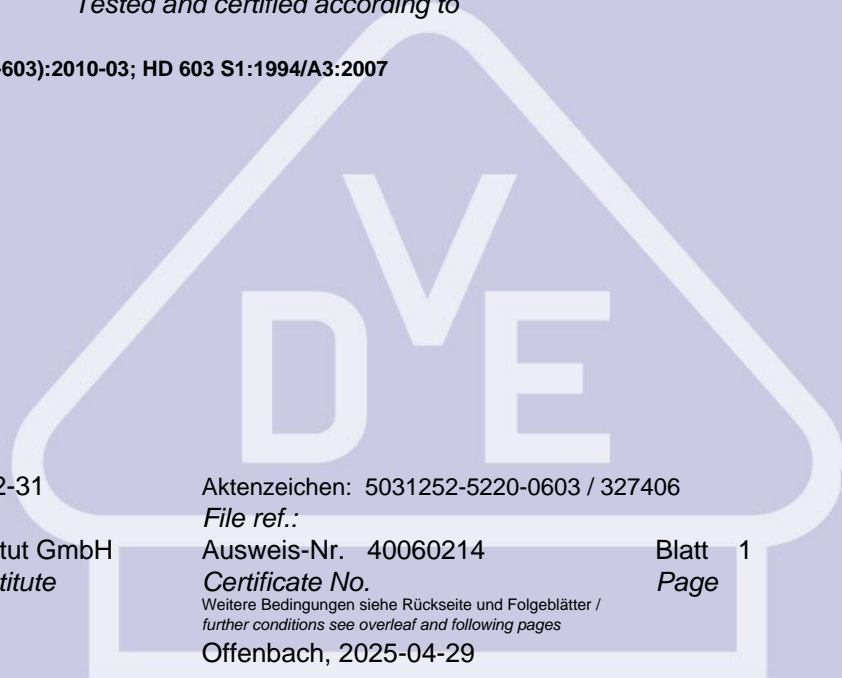 Tested and certified according to
-603):2010-03; HD 603 S1:1994/A3:2007
VDE
2-31
Aktenzeichen: 5031252-5220-0603 / 327406
File ref.:
tut GmbH
Ausweis-Nr. 40060214 Blatt 1
titute
Certificate No. Page
Weitere Bedingungen siehe Rückseite und Folgeblätter /
further conditions see overleaf and following pages
Offenbach, 2025-04-29